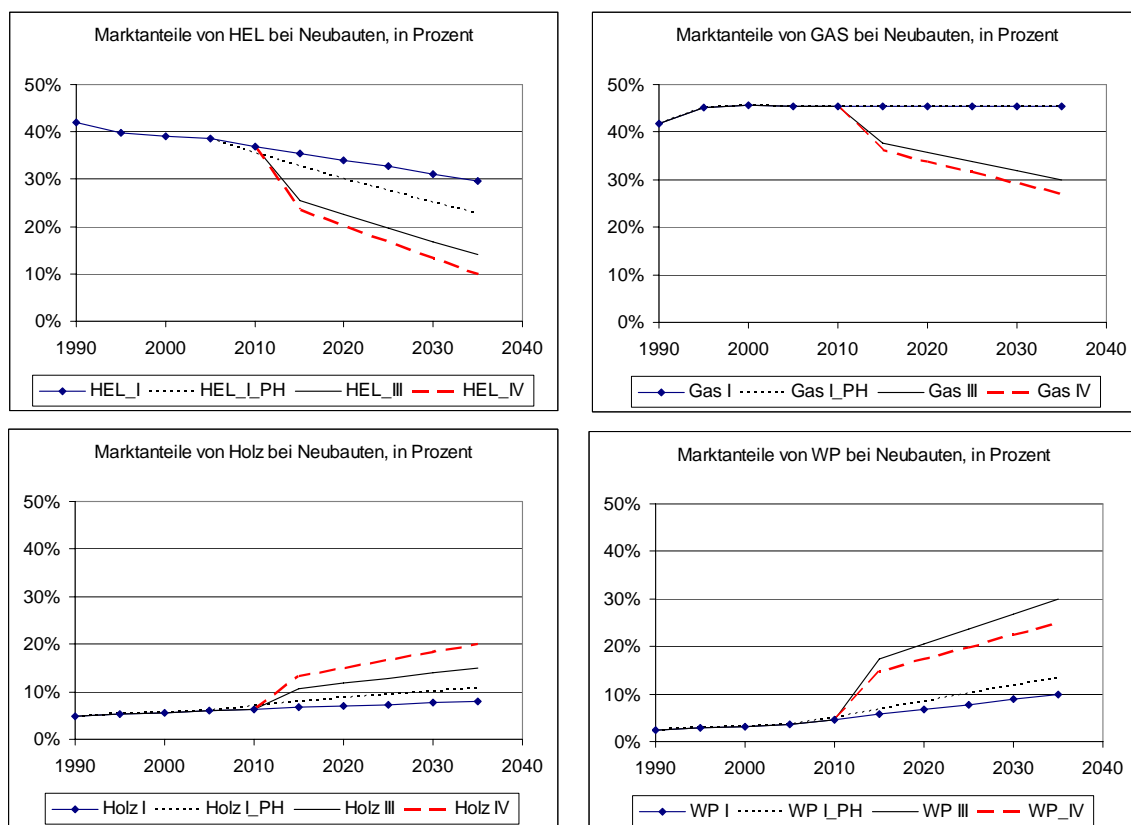 Marktanteile von HEL bei Neubauten, in Prozent
50%
40%
30%
20%
10%
0%
1990 2000 2010 2020 2030 2040
HEL_I HEL_I_PH HEL_III HEL_IV
Marktanteile von GAS bei Neubauten, in Prozent
50%
40%
30%
20%
10%
0%
1990 2000 2010 2020 2030 2040
Gas I Gas I_PH Gas III Gas IV
Marktanteile von Holz bei Neubauten, in Prozent
50%
40%
30%
20%
10%
0%
1990 2000 2010 2020 2030 2040
Holz I Holz I_PH Holz III Holz IV
Marktanteile von WP bei Neubauten, in Prozent
50%
40%
30%
20%
10%
0%
1990 2000 2010 2020 2030 2040
WP I WP I_PH WP III WP_IV